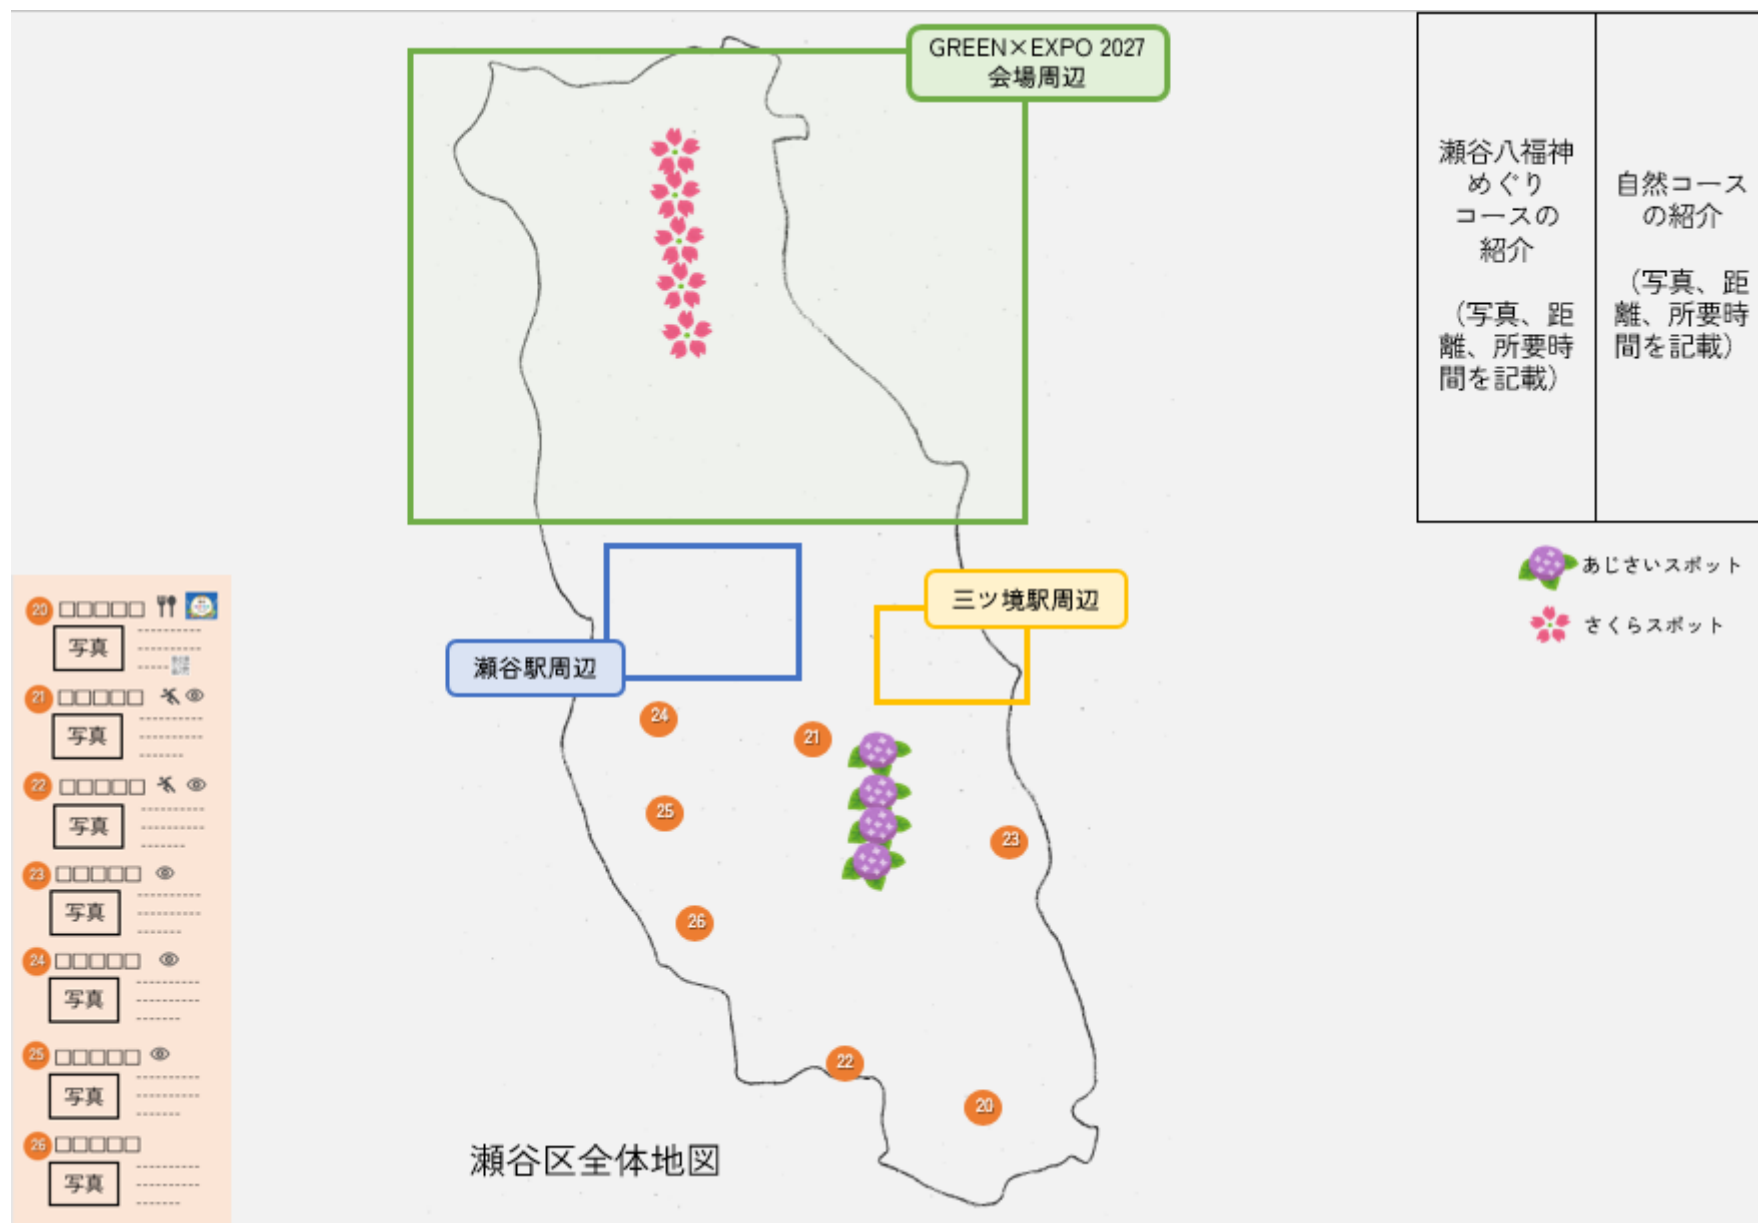 GREEN×EXPO 2027
会場周辺
瀬谷八福神
めぐり
コースの
紹介
（写真、距
離、所要時
間を記載）
自然コース
の紹介
（写真、距
離、所要時
間を記載）
あじさいスポット
さくらスポット
三ツ境駅周辺
瀬谷駅周辺
24
21
25
23
26
22
20
瀬谷区全体地図
20 □□□□□
写真
21 □□□□□
写真
22 □□□□□
写真
23 □□□□□
写真
24 □□□□□
写真
25 □□□□□
写真
26 □□□□□
写真